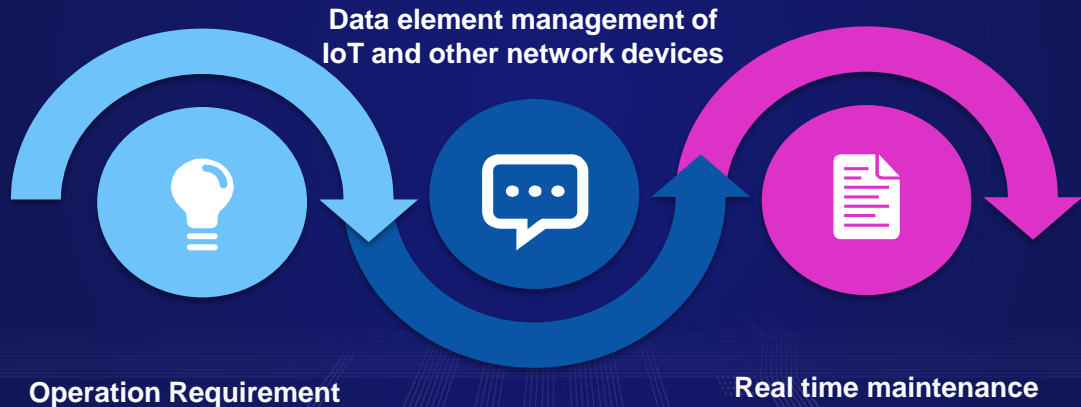 Data element management of
IoT and other network devices
Operation Requirement
Real time maintenance